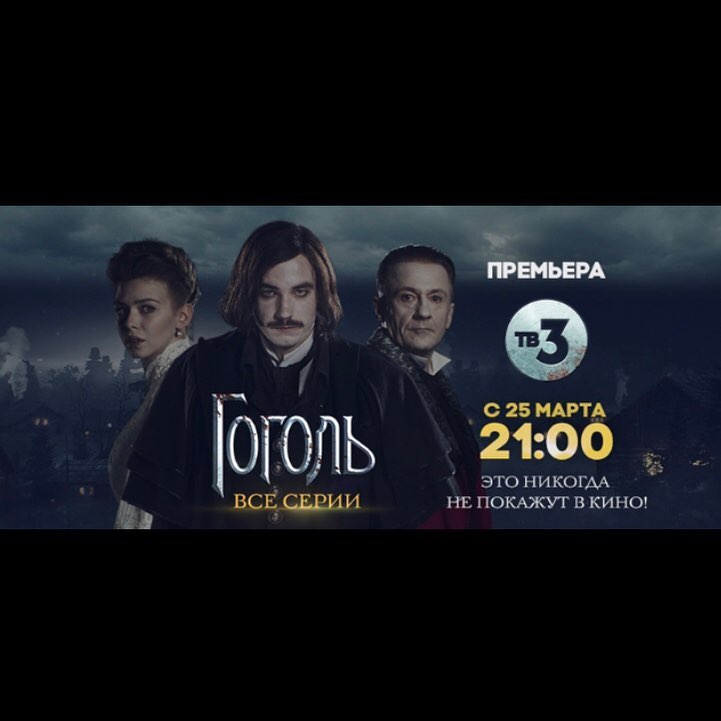 ПРЕМЬЕРА
ТВ3
С 25 МАРТА
21:00
ЭТО НИКОГДА
НЕ ПОКАЖУТ В КИНО!
ГОГОЛЬ
ВСЕ СЕРИИ